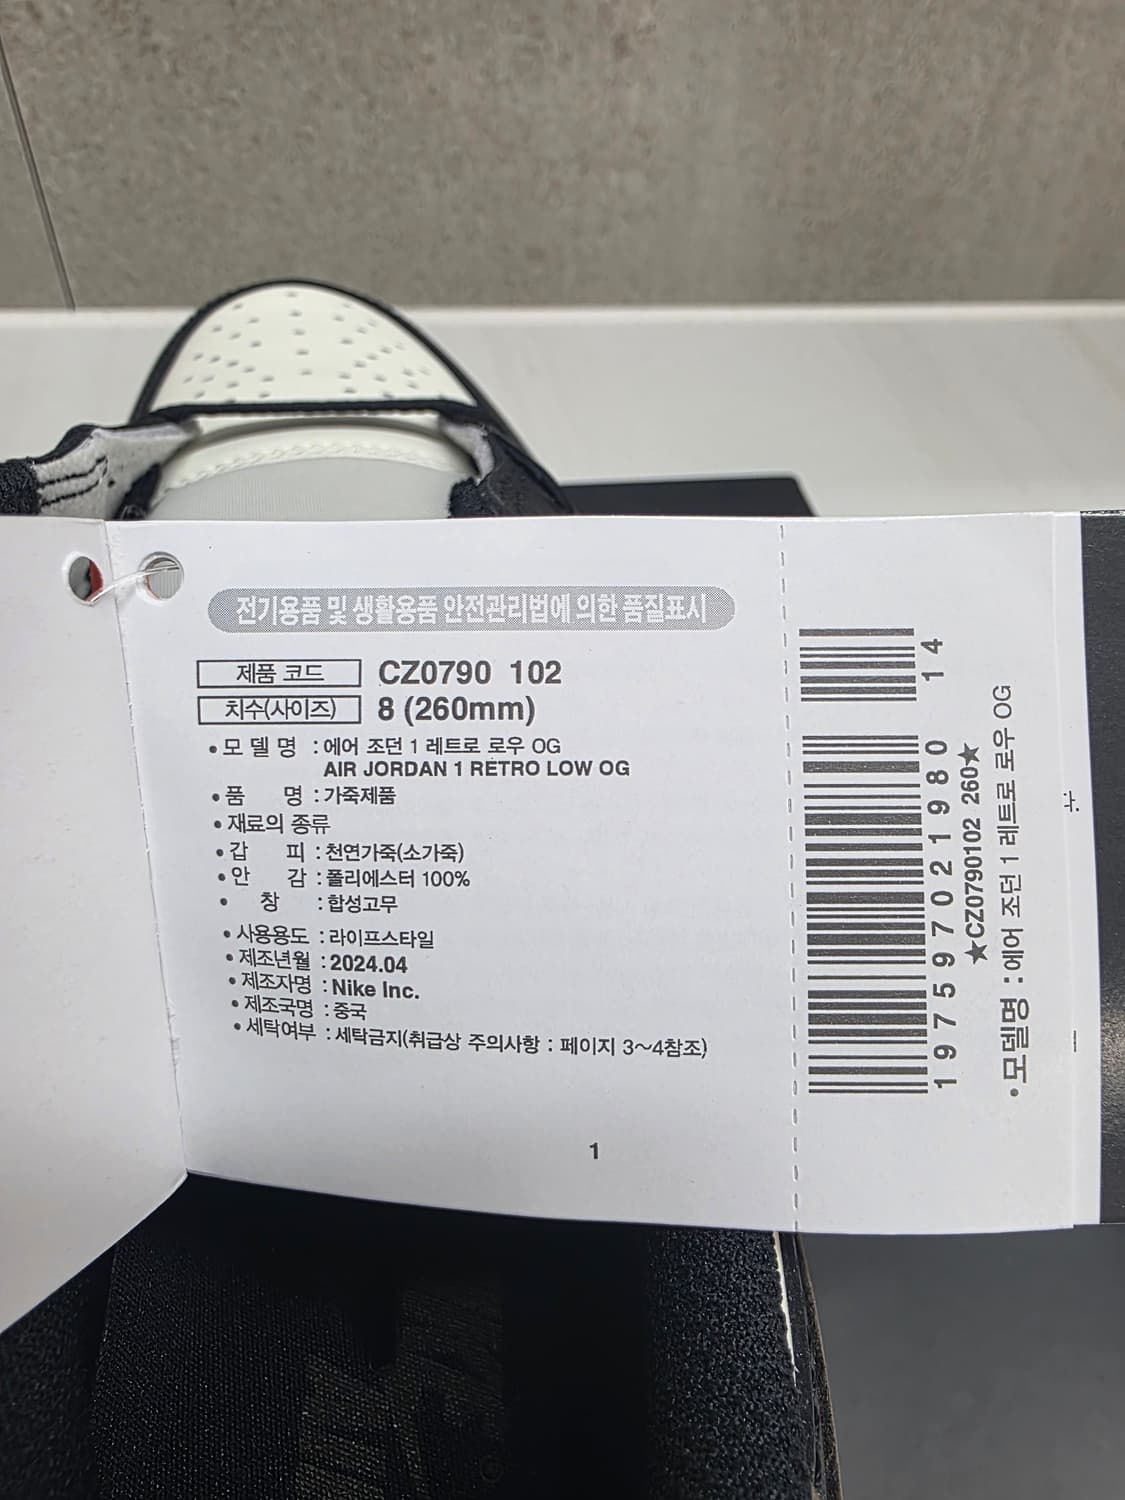 전기용품 및 생활용품 안전관리법에 의한 품질표시
제품 코드 CZ0790 102
치수(사이즈) 8 (260mm)
• 모 델 명 : 에어 조던 1 레트로 로우 OG
AIR JORDAN 1 RETRO LOW OG
• 품 명 : 가죽제품
• 재료의 종류
• 갑 피 : 천연가죽(소가죽)
• 안 감 : 폴리에스터 100%
• 창 : 합성고무
• 사용용도 : 라이프스타일
• 제조년월 : 2024.04
• 제조자명 : Nike Inc.
• 제조국명 : 중국
• 세탁여부 : 세탁금지(취급상 주의사항 : 페이지 3~4참조)
1
197597021980 14
★CZ0790102 260★
• 모델명 : 에어 조던 1 레트로 로우 OG